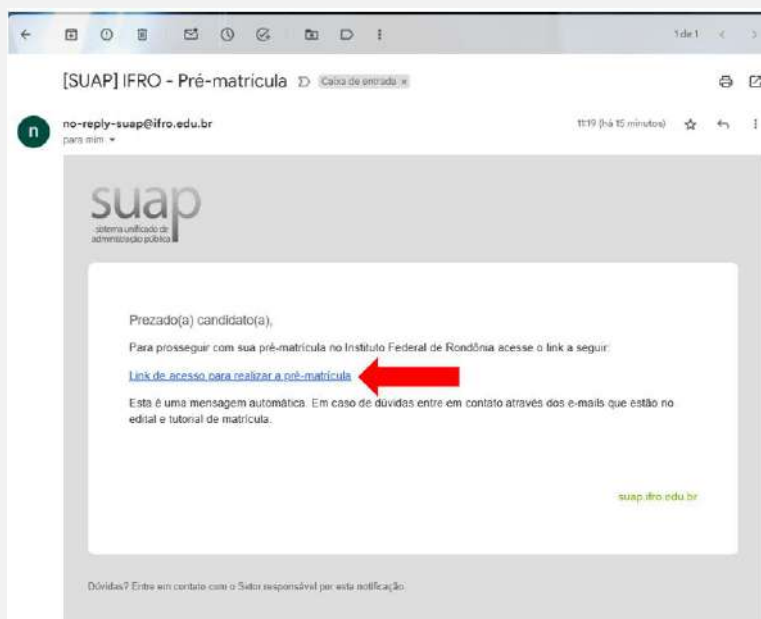 1 de 1
[SUAP] IFRO - Pré-matricula
Caixa de entrada x
n
no-reply-suap@ifro.edu.br
11:19 (há 15 minutos)
para mim
suap
sistema unificado de
administração pública
Prezado(a) candidato(a),
Para prosseguir com sua pré-matrícula no Instituto Federal de Rondônia acesse o link a seguir:
Link de acesso para realizar a pré-matrícula
Esta é uma mensagem automática. Em caso de dúvidas entre em contato através dos e-mails que estão no
edital e tutorial de matrícula.
suap.ifro.edu.br
Dúvidas? Entre em contato com o Setor responsável por esta notificação.